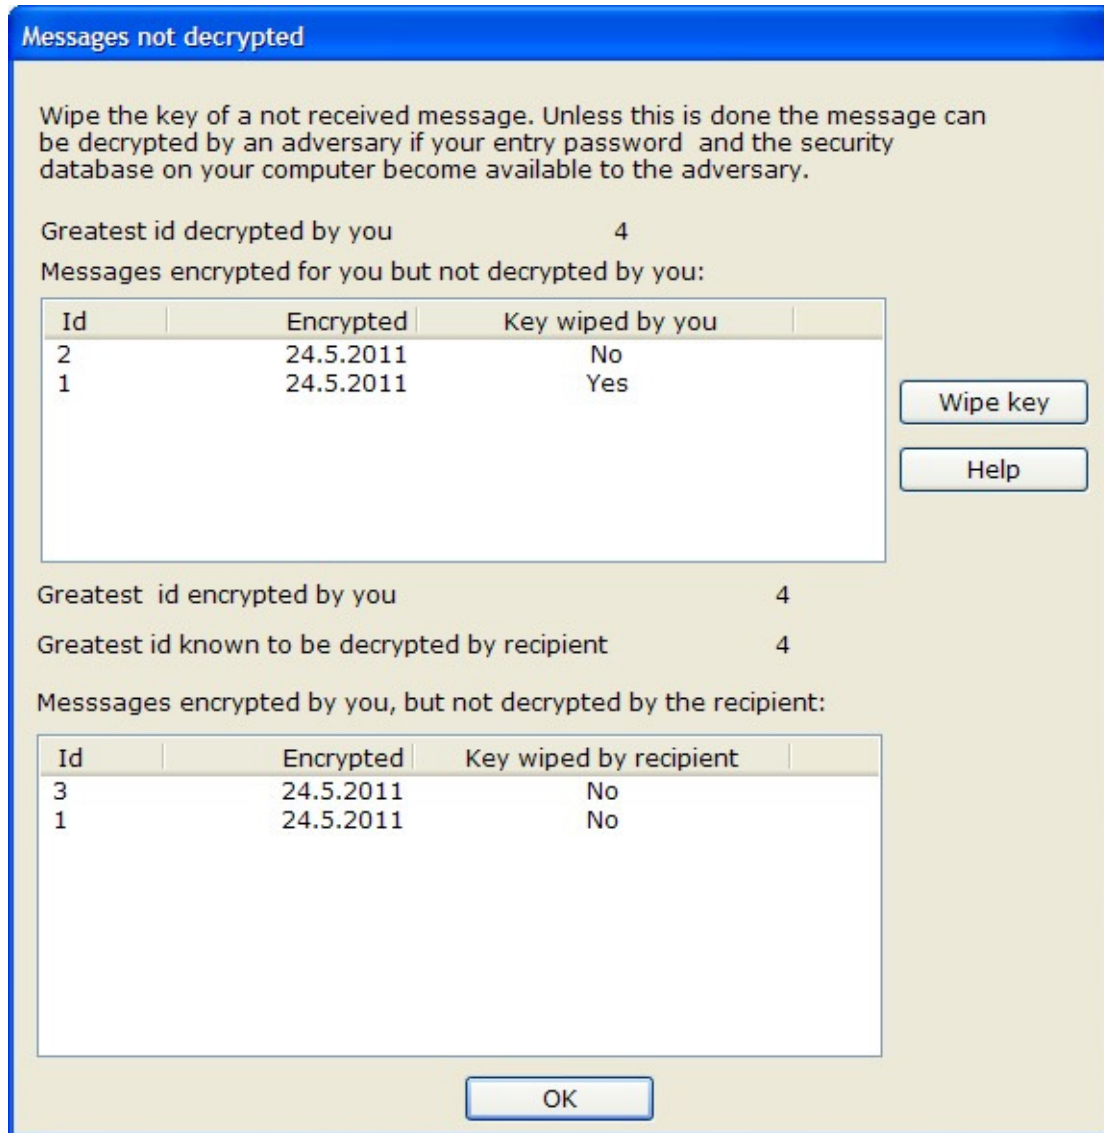 Messages not decrypted
Wipe the key of a not received message. Unless this is done the message can
be decrypted by an adversary if your entry password  and the security
database on your computer become available to the adversary.
Greatest id decrypted by you 4
Messages encrypted for you but not decrypted by you:
Id Encrypted Key wiped by you
2 24.5.2011 No
1 24.5.2011 Yes
Wipe key
Help
Greatest  id encrypted by you 4
Greatest id known to be decrypted by recipient 4
Messsages encrypted by you, but not decrypted by the recipient:
Id Encrypted Key wiped by recipient
3 24.5.2011 No
1 24.5.2011 No
OK